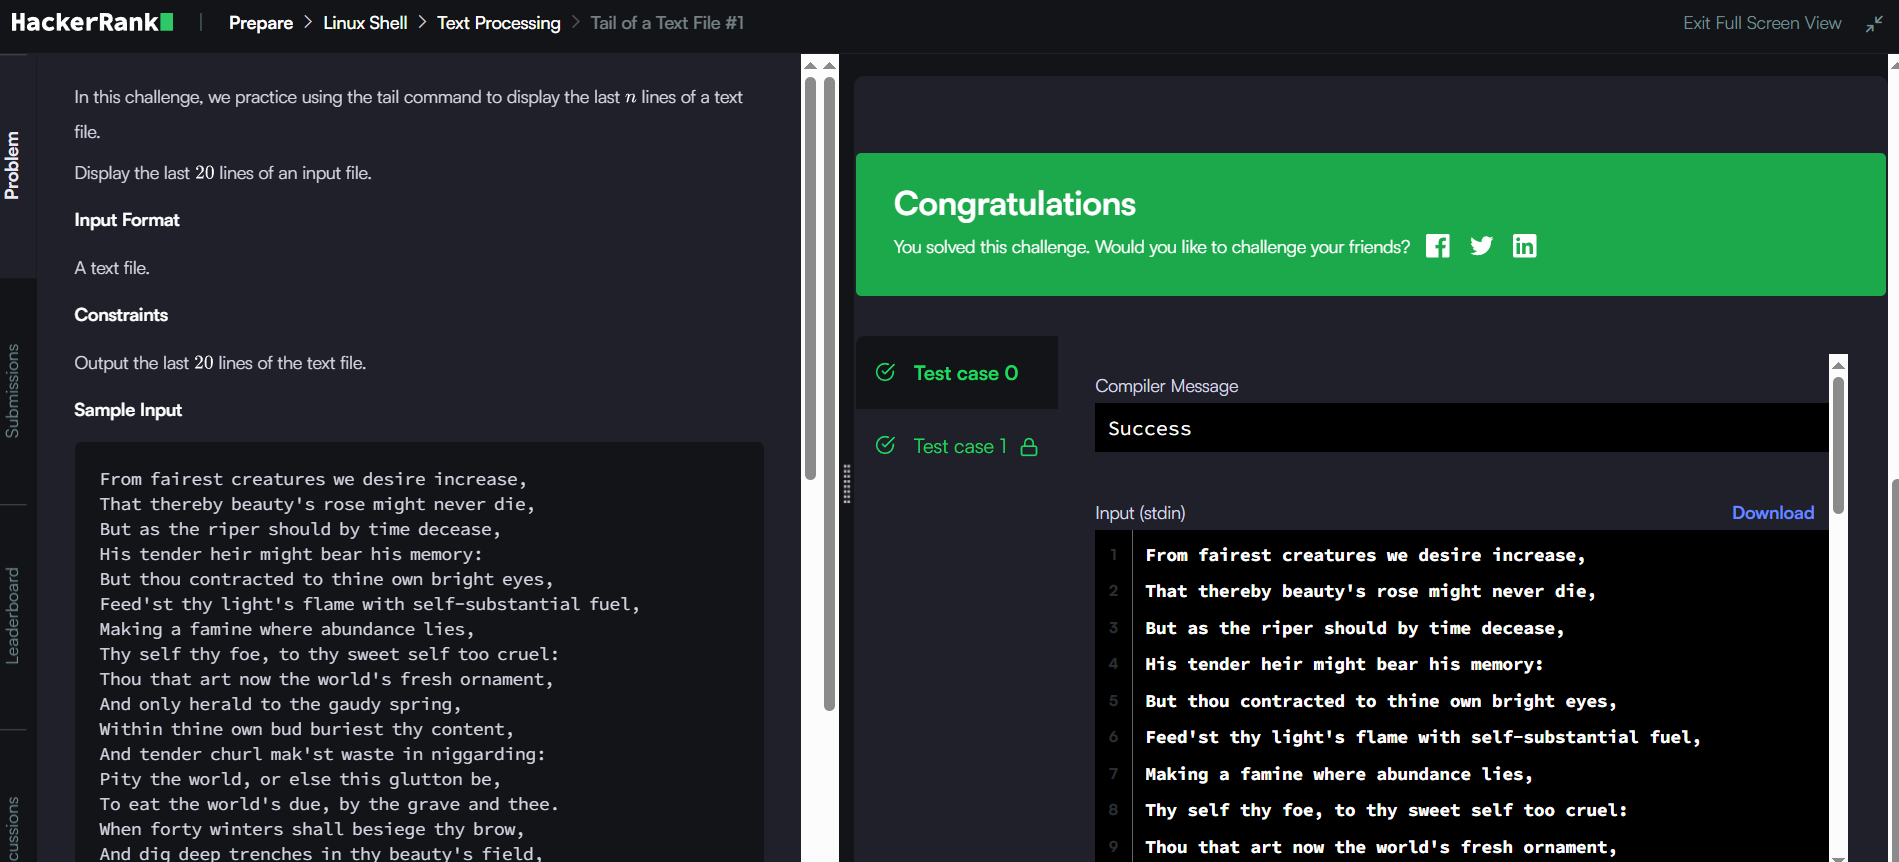 HackerRank | Prepare > Linux Shell > Text Processing > Tail of a Text File #1
Exit Full Screen View
Problem
Submissions
Leaderboard
In this challenge, we practice using the tail command to display the last n lines of a text
file.
Display the last 20 lines of an input file.
Input Format
A text file.
Constraints
Output the last 20 lines of the text file.
Sample Input
From fairest creatures we desire increase,
That thereby beauty's rose might never die,
But as the riper should by time decease,
His tender heir might bear his memory:
But thou contracted to thine own bright eyes,
Feed'st thy light's flame with self-substantial fuel,
Making a famine where abundance lies,
Thy self thy foe, to thy sweet self too cruel:
Thou that art now the world's fresh ornament,
And only herald to the gaudy spring,
Within thine own bud buriest thy content,
And tender churl mak'st waste in niggarding:
Pity the world, or else this glutton be,
To eat the world's due, by the grave and thee.
When forty winters shall besiege thy brow,
And dig deep trenches in thy beauty's field,
Congratulations
You solved this challenge. Would you like to challenge your friends?
Test case 0
Test case 1
Compiler Message
Success
Input (stdin)
Download
1 From fairest creatures we desire increase,
2 That thereby beauty's rose might never die,
3 But as the riper should by time decease,
4 His tender heir might bear his memory:
5 But thou contracted to thine own bright eyes,
6 Feed'st thy light's flame with self-substantial fuel,
7 Making a famine where abundance lies,
8 Thy self thy foe, to thy sweet self too cruel:
9 Thou that art now the world's fresh ornament,